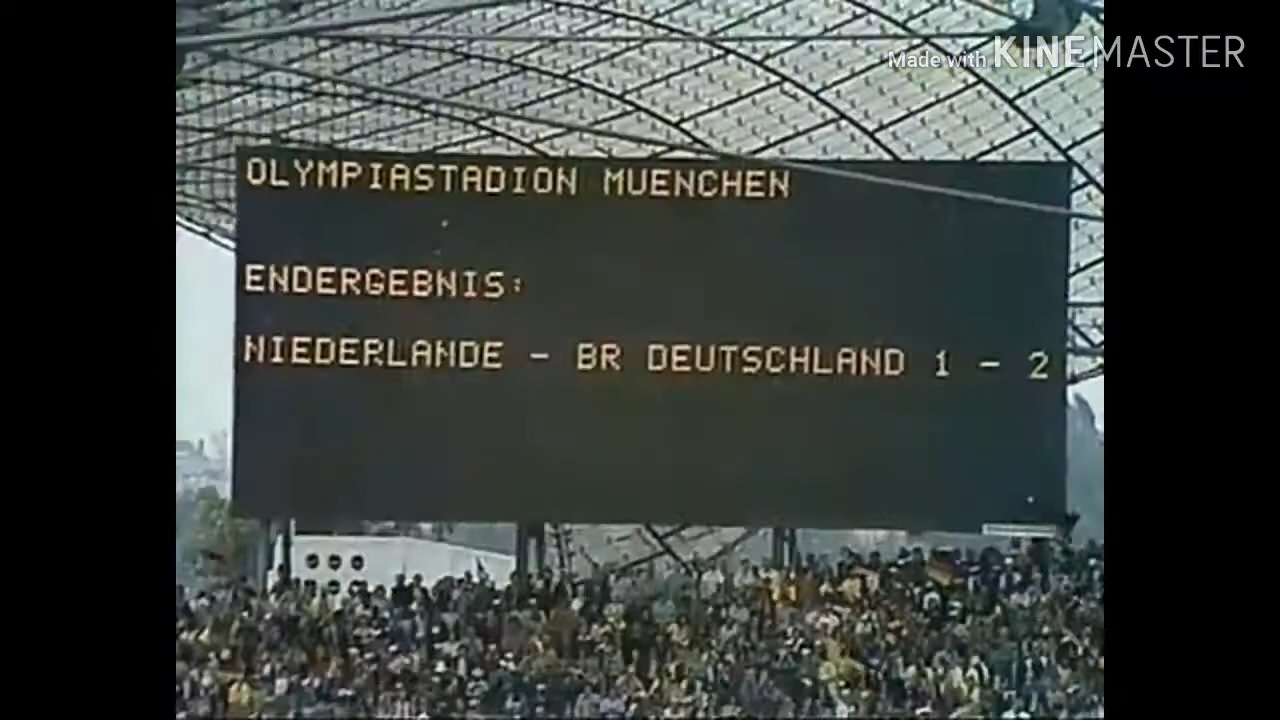 Made with KINEMASTER
OLYMPIASTADION MUENCHEN
ENDERGEBNIS:
NIEDERLANDE - BR DEUTSCHLAND 1 - 2